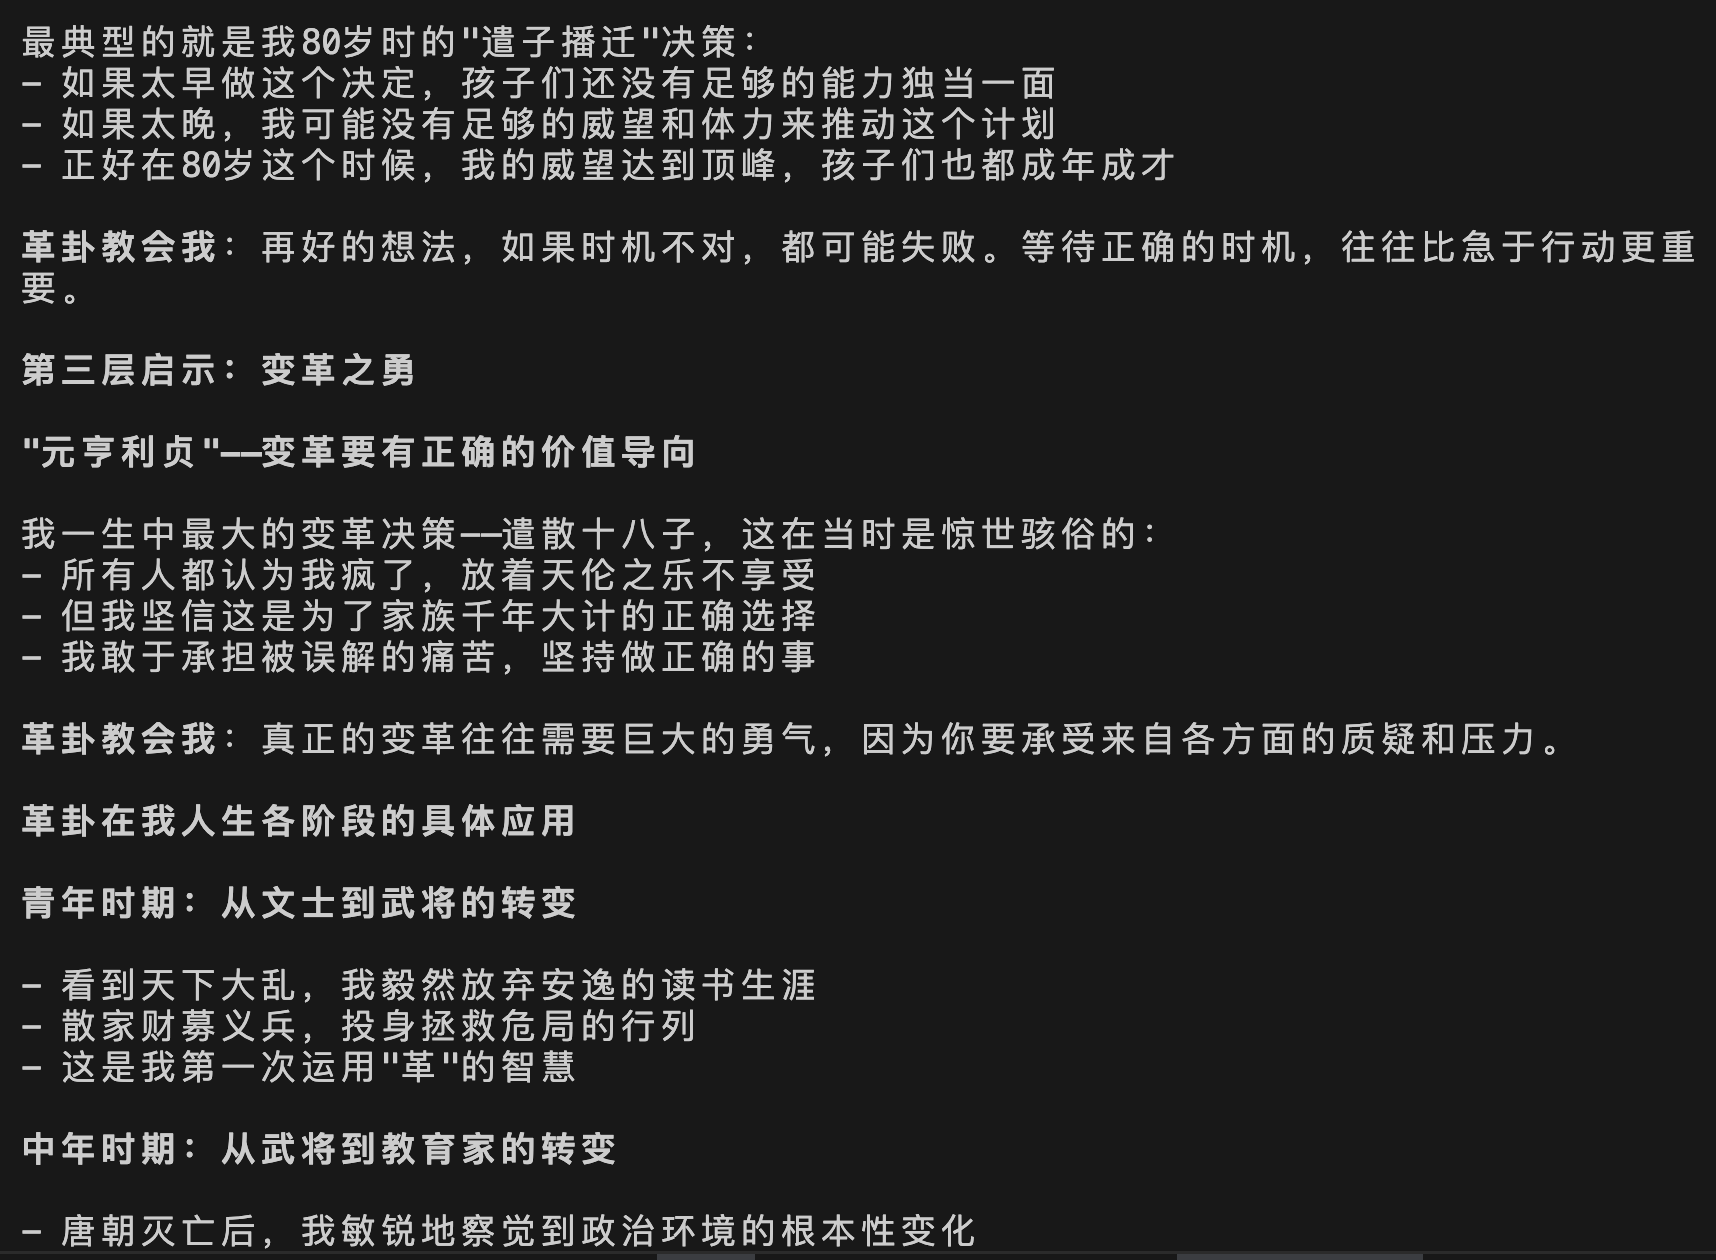 最典型的就是我80岁时的"遣子播迁"决策：
– 如果太早做这个决定，孩子们还没有足够的能力独当一面
– 如果太晚，我可能没有足够的威望和体力来推动这个计划
– 正好在80岁这个时候，我的威望达到顶峰，孩子们也都成年成才
革卦教会我：再好的想法，如果时机不对，都可能失败。等待正确的时机，往往比急于行动更重
要。
第三层启示：变革之勇
"元亨利贞"——变革要有正确的价值导向
我一生中最大的变革决策——遣散十八子，这在当时是惊世骇俗的：
– 所有人都认为我疯了，放着天伦之乐不享受
– 但我坚信这是为了家族千年大计的正确选择
– 我敢于承担被误解的痛苦，坚持做正确的事
革卦教会我：真正的变革往往需要巨大的勇气，因为你要承受来自各方面的质疑和压力。
革卦在我人生各阶段的具体应用
青年时期：从文士到武将的转变
– 看到天下大乱，我毅然放弃安逸的读书生涯
– 散家财募义兵，投身拯救危局的行列
– 这是我第一次运用"革"的智慧
中年时期：从武将到教育家的转变
– 唐朝灭亡后，我敏锐地察觉到政治环境的根本性变化